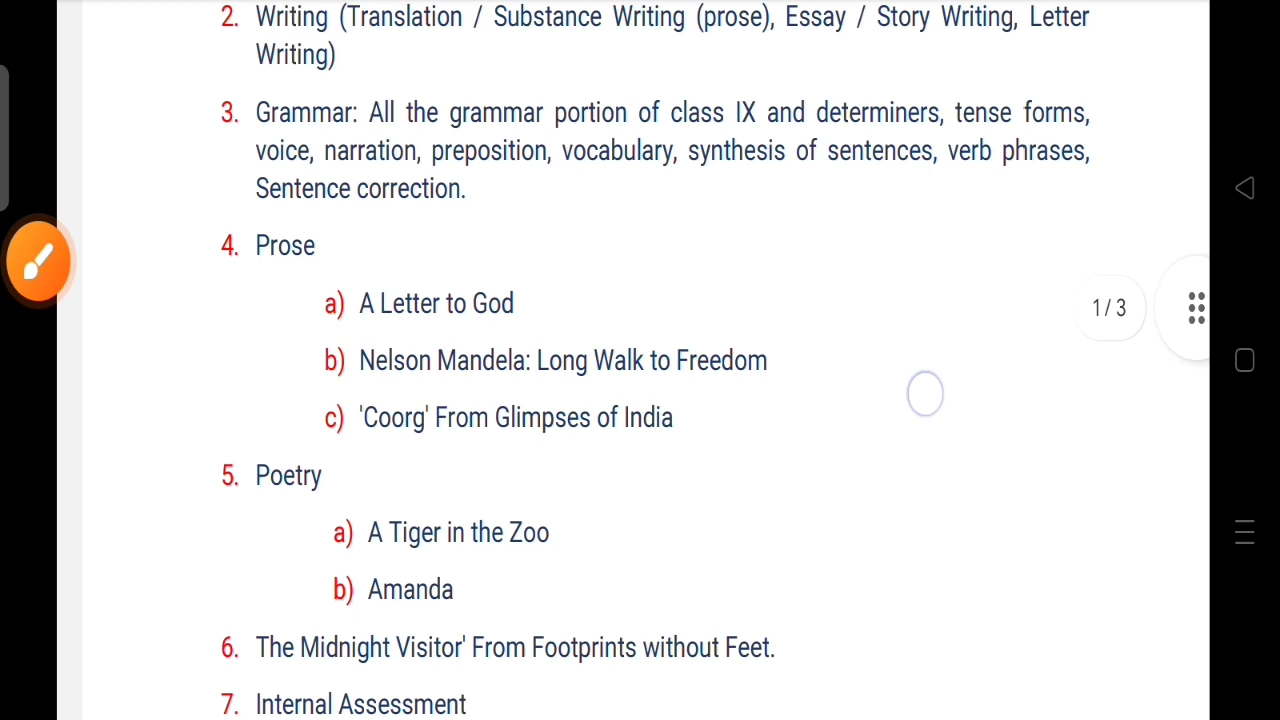 2. Writing (Translation / Substance Writing (prose), Essay / Story Writing, Letter
Writing)
3. Grammar: All the grammar portion of class IX and determiners, tense forms,
voice, narration, preposition, vocabulary, synthesis of sentences, verb phrases,
Sentence correction.
4. Prose
a) A Letter to God
1 / 3
b) Nelson Mandela: Long Walk to Freedom
c) 'Coorg' From Glimpses of India
5. Poetry
a) A Tiger in the Zoo
b) Amanda
6. The Midnight Visitor' From Footprints without Feet.
7. Internal Assessment